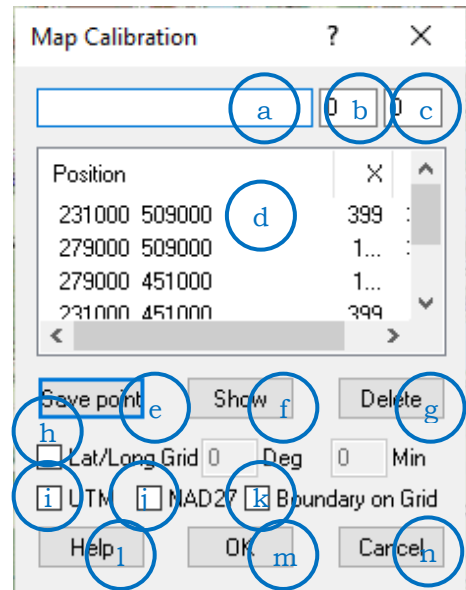 Map Calibration ? ×
a 0 b 0 c
Position X
231000 509000 d 399 :
279000 509000 1... :
279000 451000 1...
231000 451000 399
Save point e Show f Delete g
h
Lat/Long Grid 0 Deg 0 Min
i UTM j NAD27 k Boundary on Grid
Help l OK m Cancel n